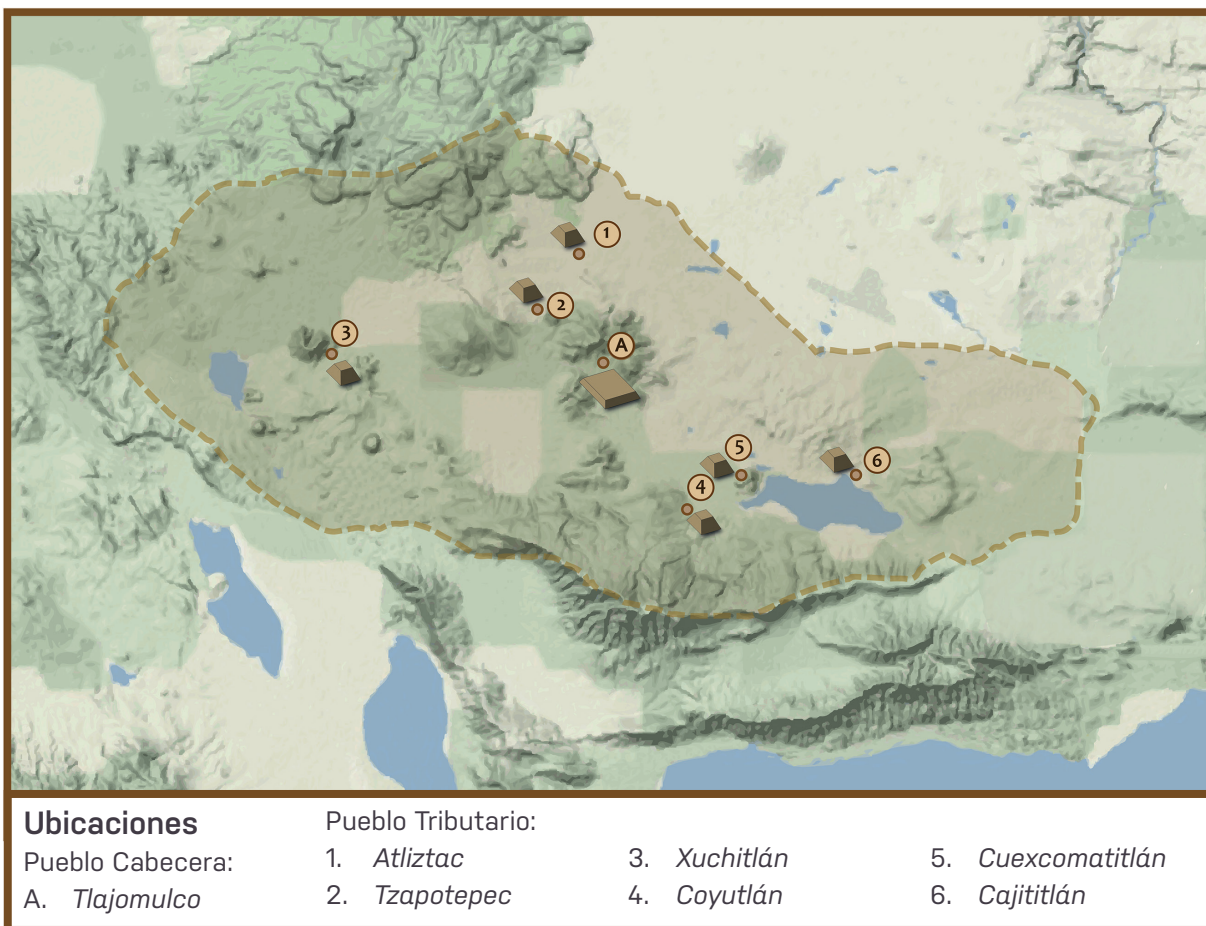 1
2
3
A
5
6
4
Ubicaciones
Pueblo Cabecera:
A. Tlajomulco
Pueblo Tributario:
1. Atliztac
2. Tzapotepec
3. Xuchitlán
4. Coyutlán
5. Cuexcomatitlán
6. Cajititlán